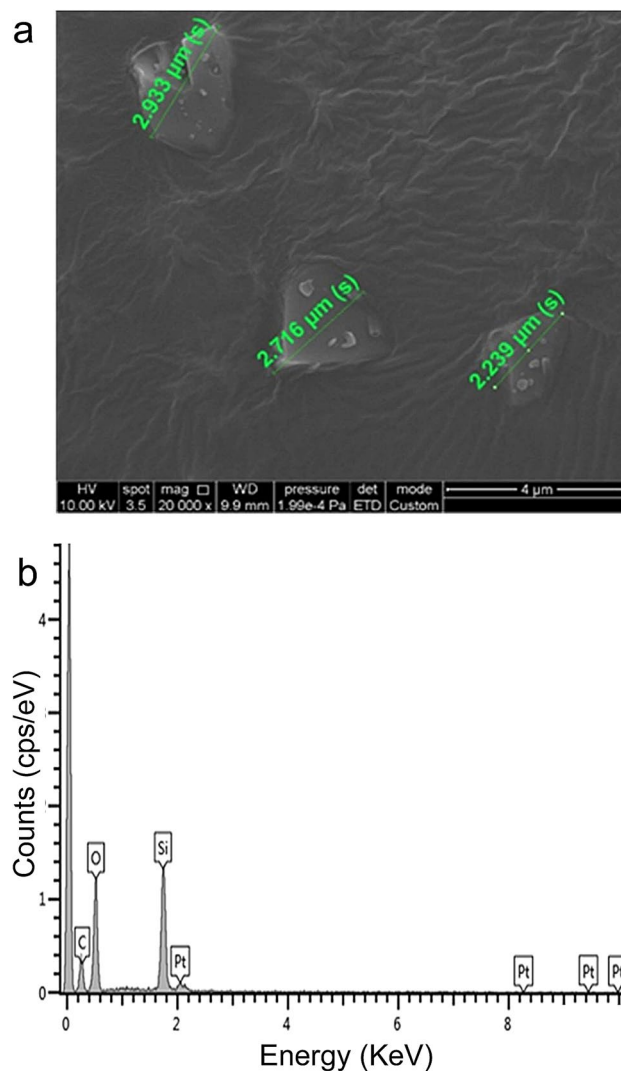 a
2.933 µm (s)
2.716 µm (s)
2.239 µm (s)
HV spot mag WD pressure det mode
10.00 kV 3.5 20 000 x 9.9 mm 1.99e-4 Pa ETD Custom
4 µm
b
Counts (cps/eV)
4
1
0
C
O
Si
Pt
Pt
Pt
0 2 4 6 8
Energy (KeV)